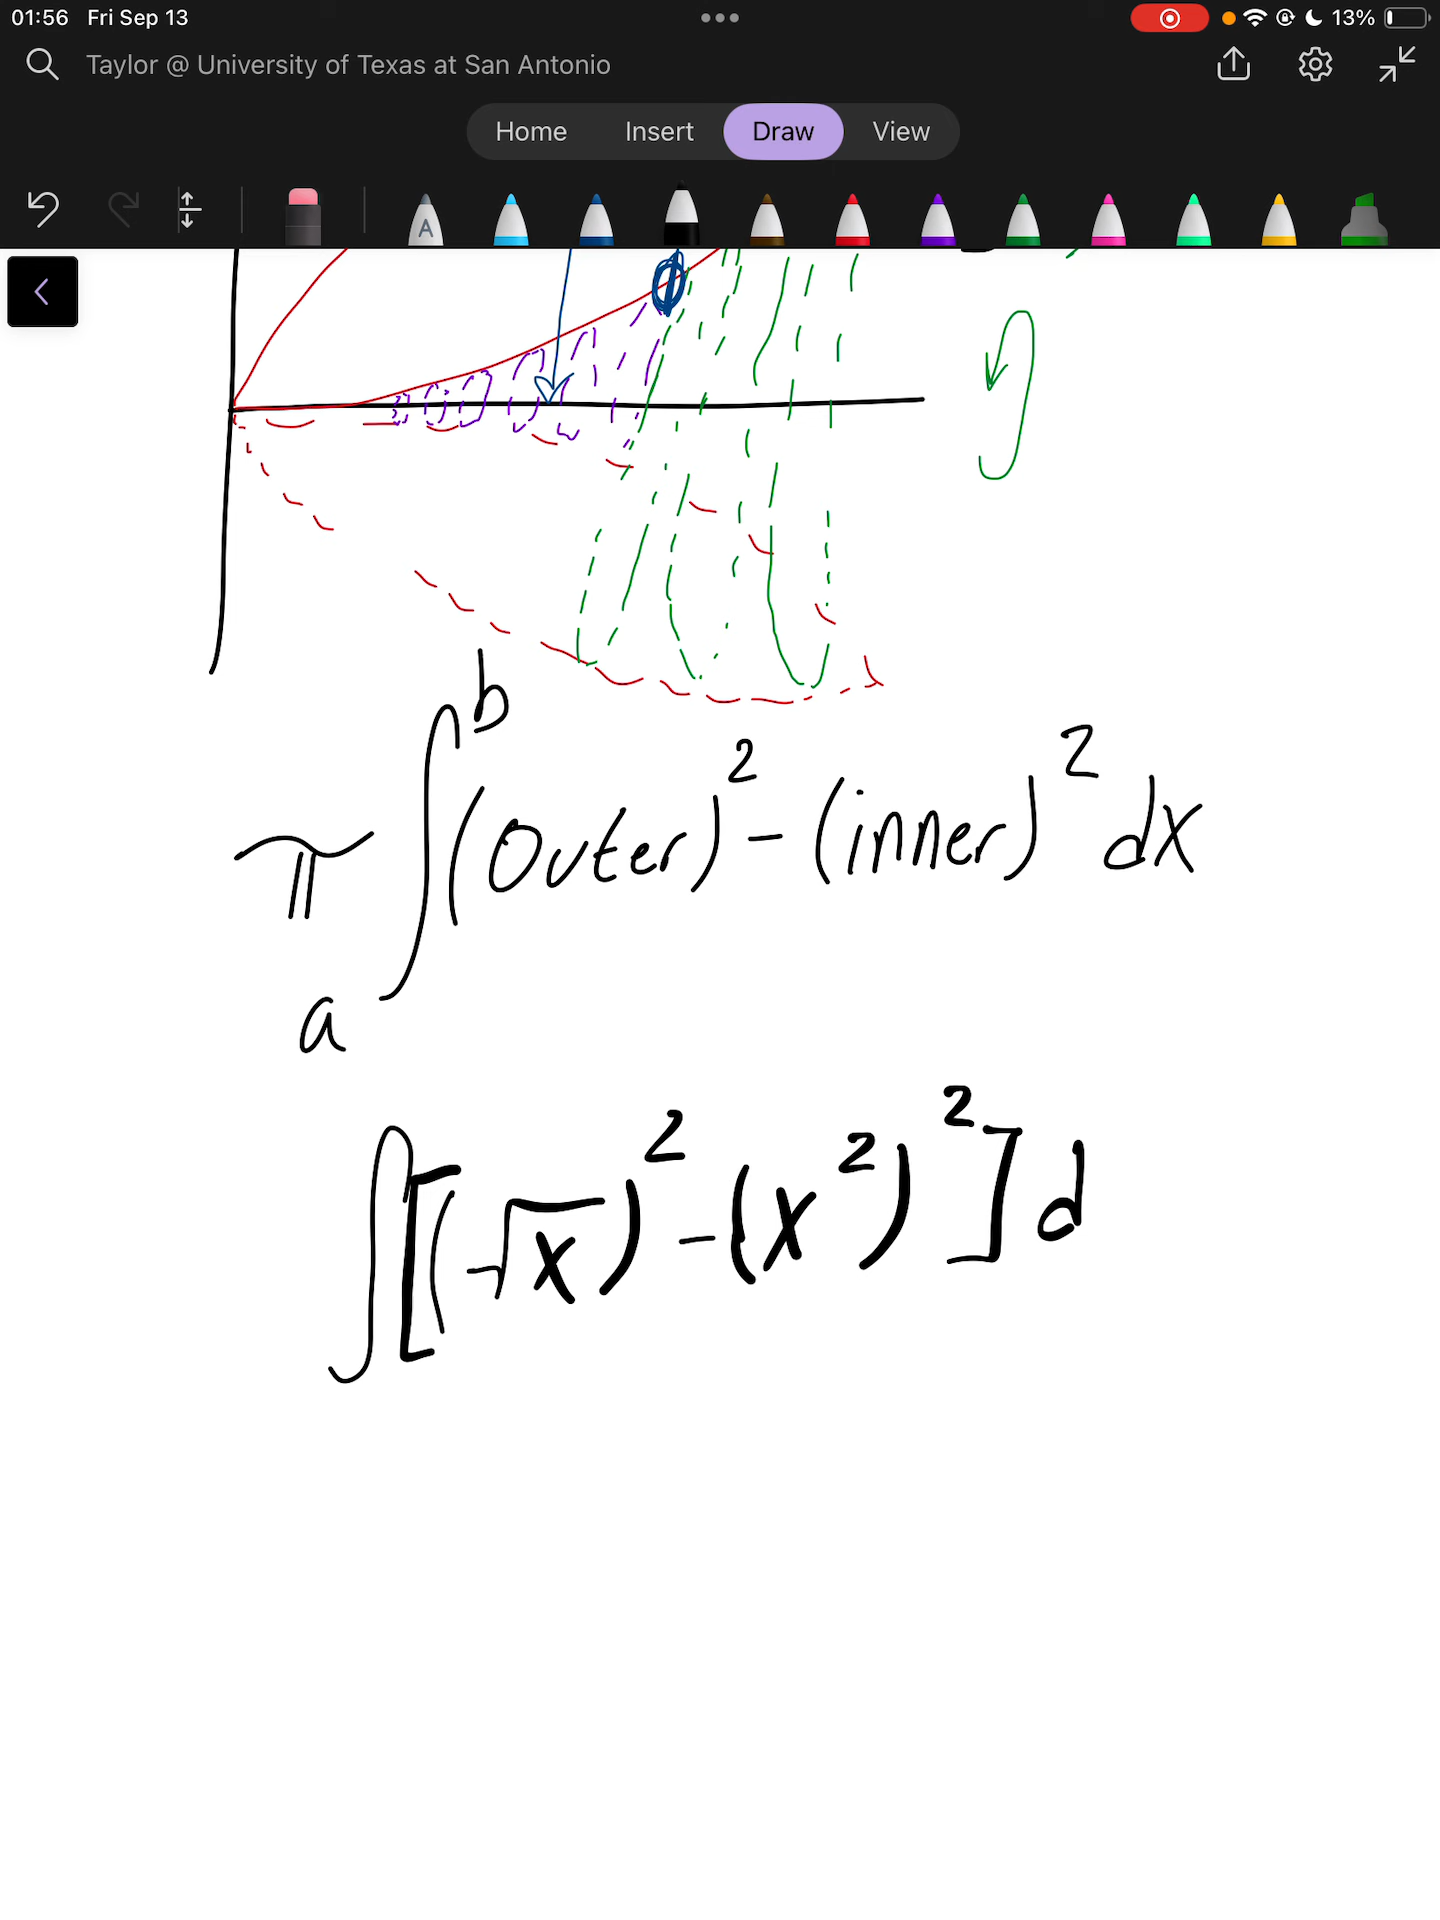 01:56 Fri Sep 13 13%
Taylor @ University of Texas at San Antonio
Home Insert Draw View
A
b
π ∫ (Outer)² - (inner)² dx
a
∫[(√x)² - (x²)²] d